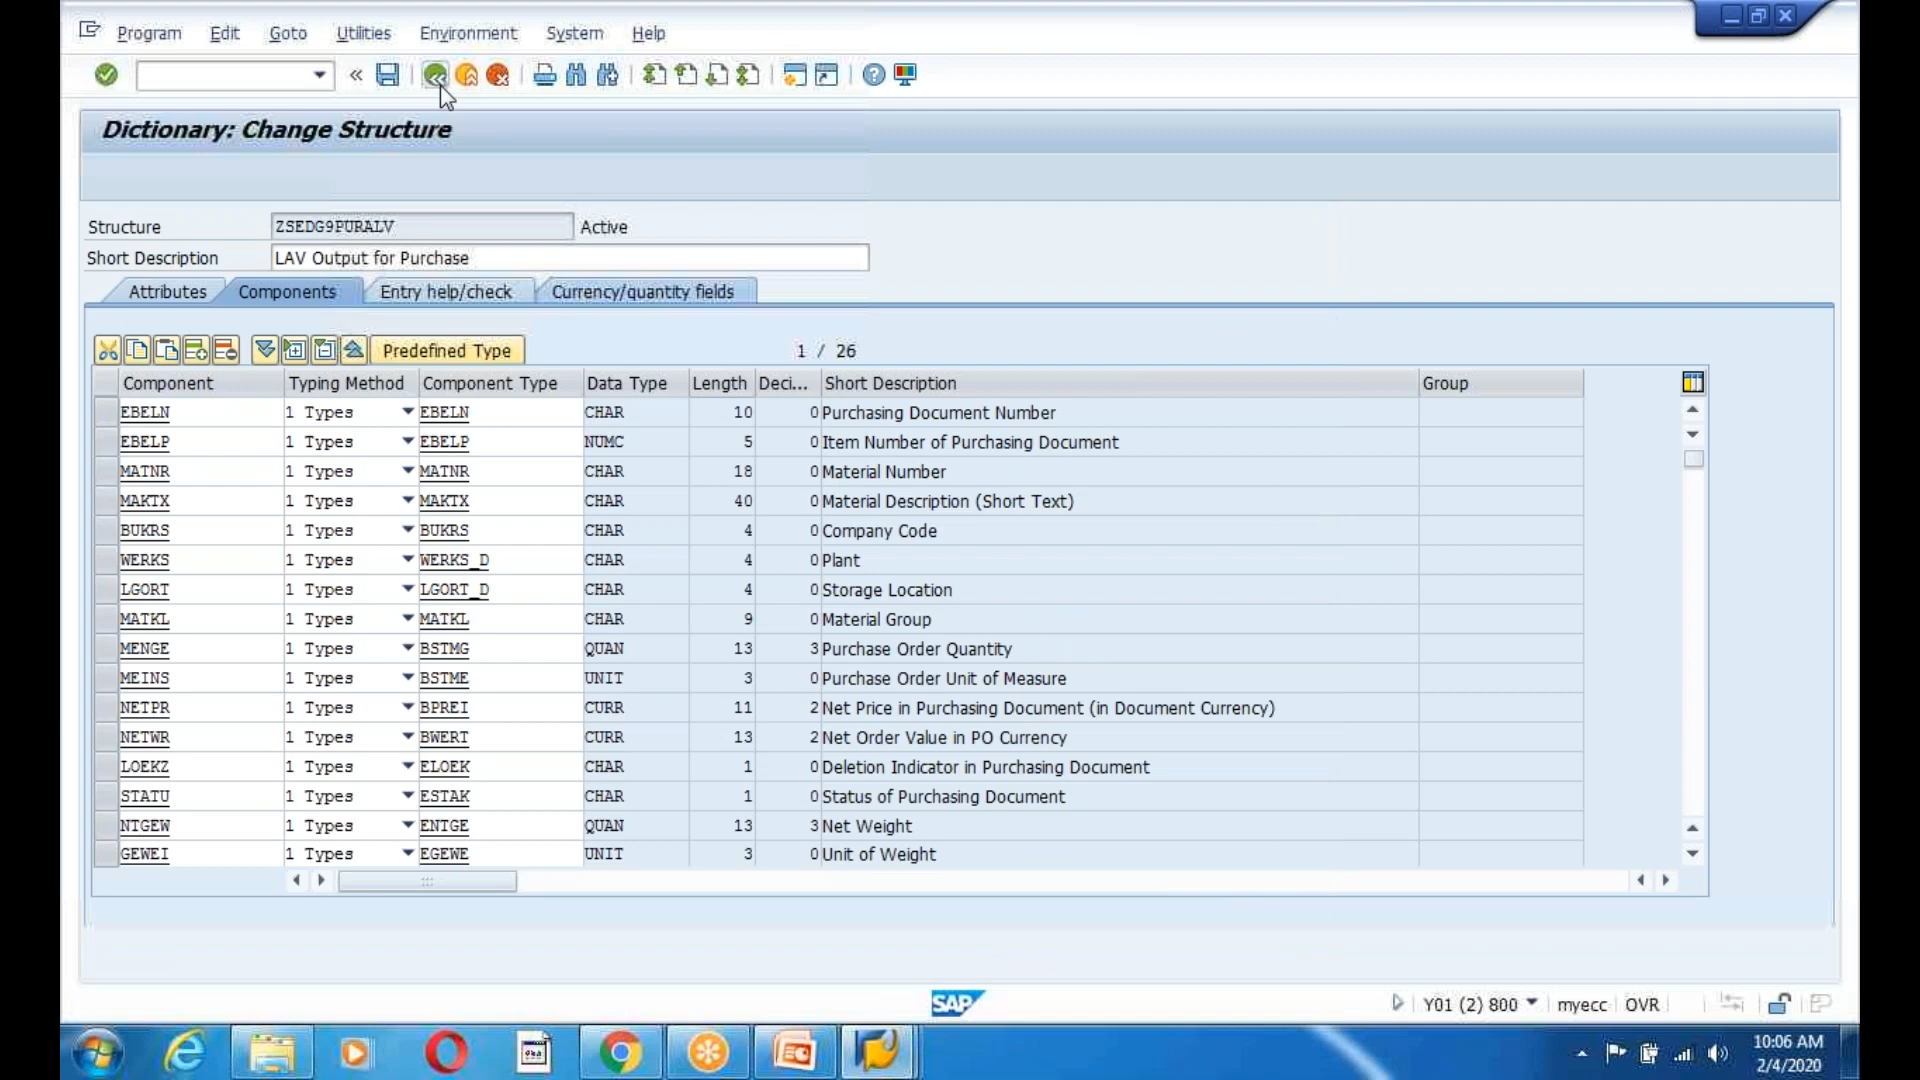 Program Edit Goto Utilities Environment System Help
Dictionary: Change Structure
Structure ZSEDG9PURALV Active
Short Description LAV Output for Purchase
Attributes Components Entry help/check Currency/quantity fields
Predefined Type 1 / 26
Component Typing Method Component Type Data Type Length Deci... Short Description Group
EBELN 1 Types EBELN CHAR 10 0 Purchasing Document Number
EBELP 1 Types EBELP NUMC 5 0 Item Number of Purchasing Document
MATNR 1 Types MATNR CHAR 18 0 Material Number
MAKTX 1 Types MAKTX CHAR 40 0 Material Description (Short Text)
BUKRS 1 Types BUKRS CHAR 4 0 Company Code
WERKS 1 Types WERKS_D CHAR 4 0 Plant
LGORT 1 Types LGORT_D CHAR 4 0 Storage Location
MATKL 1 Types MATKL CHAR 9 0 Material Group
MENGE 1 Types BSTMG QUAN 13 3 Purchase Order Quantity
MEINS 1 Types BSTME UNIT 3 0 Purchase Order Unit of Measure
NETPR 1 Types BPREI CURR 11 2 Net Price in Purchasing Document (in Document Currency)
NETWR 1 Types BWERT CURR 13 2 Net Order Value in PO Currency
LOEKZ 1 Types ELOEK CHAR 1 0 Deletion Indicator in Purchasing Document
STATU 1 Types ESTAK CHAR 1 0 Status of Purchasing Document
NTGEW 1 Types ENTGE QUAN 13 3 Net Weight
GEWEI 1 Types EGEWE UNIT 3 0 Unit of Weight
SAP Y01 (2) 800 myecc OVR
10:06 AM
2/4/2020